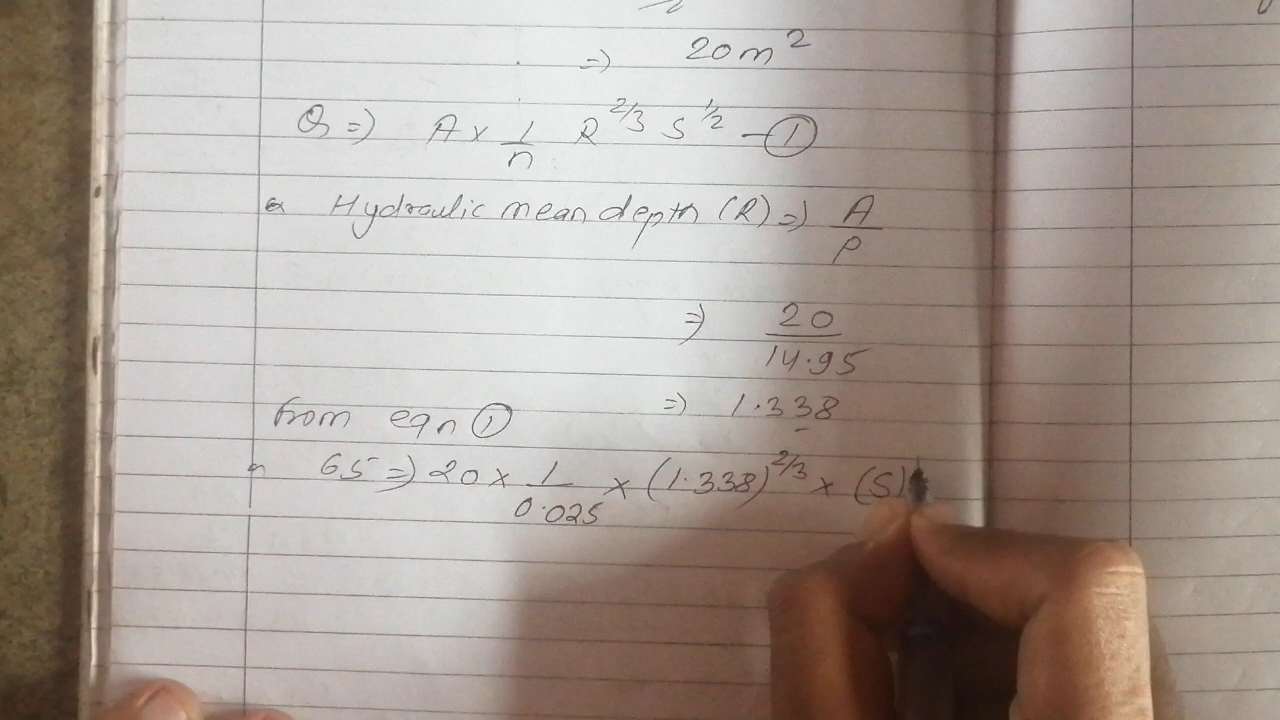 =) 20m²
Q =) A x 1/n R^2/3 S^1/2 - ①
Hydraulic mean depth (R) =) A/P
=) 20/14.95
=) 1.338
from eqn ①
65 =) 20 x 1/0.025 x (1.338)^2/3 x (S)